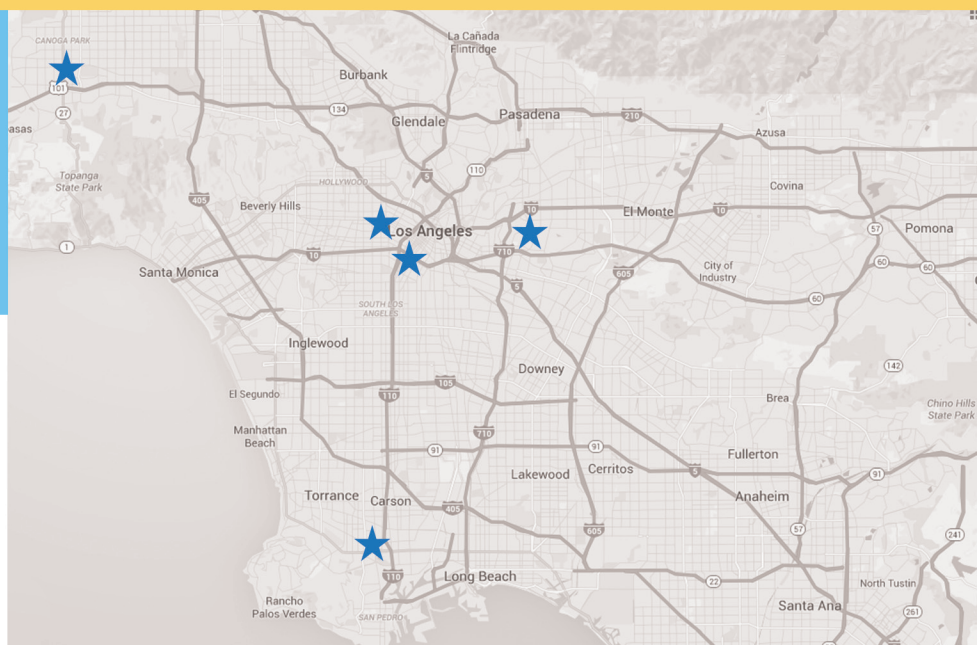 La Cañada
Flintridge
CANOGA PARK
Burbank
101
134
Glendale
Pasadena
210
27
asas
Azusa
110
5
Topanga
State Park
HOLLYWOOD
Covina
405
Beverly Hills
10
El Monte
10
Los Angeles
57
Pomona
1
10
710
60
60
Santa Monica
605
City of
Industry
5
60
SOUTH LOS
ANGELES
Inglewood
142
Downey
105
El Segundo
110
Brea
Chino Hills
State Park
Manhattan
Beach
710
91
91
Fullerton
Lakewood
Cerritos
5
91
Torrance
Carson
405
Anaheim
605
57
241
110
Long Beach
22
North Tustin
Rancho
Palos Verdes
SAN PEDRO
Santa Ana
261